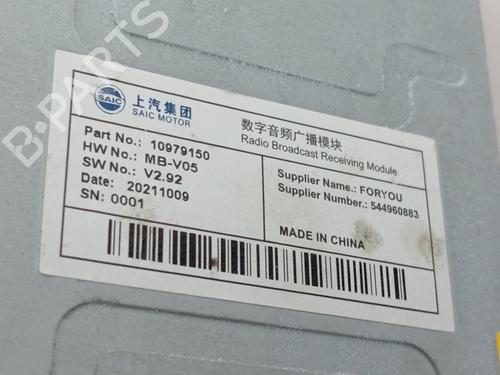 B-PARTS
SAIC
上汽集团
SAIC MOTOR
数字音频广播模块
Radio Broadcast Receiving Module
Part No.: 10979150
HW No.: MB-V05
SW No.: V2.92
Date: 20211009
SN: 0001
Supplier Name.: FORYOU
Supplier Number.: 544960883
MADE IN CHINA